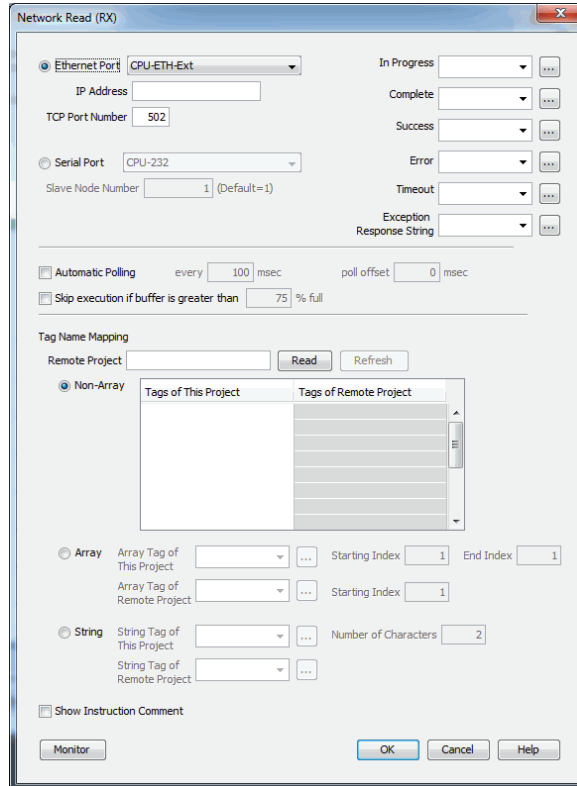 Network Read (RX)
Ethernet Port CPU-ETH-Ext
IP Address
TCP Port Number 502
Serial Port CPU-232
Slave Node Number 1 (Default=1)
In Progress ...
Complete ...
Success ...
Error ...
Timeout ...
Exception
Response String ...
Automatic Polling every 100 msec poll offset 0 msec
Skip execution if buffer is greater than 75 % full
Tag Name Mapping
Remote Project Read Refresh
Non-Array
Tags of This Project Tags of Remote Project
Array Array Tag of
This Project ... Starting Index 1 End Index 1
Array Tag of
Remote Project ... Starting Index 1
String String Tag of
This Project ... Number of Characters 2
String Tag of
Remote Project ...
Show Instruction Comment
Monitor OK Cancel Help